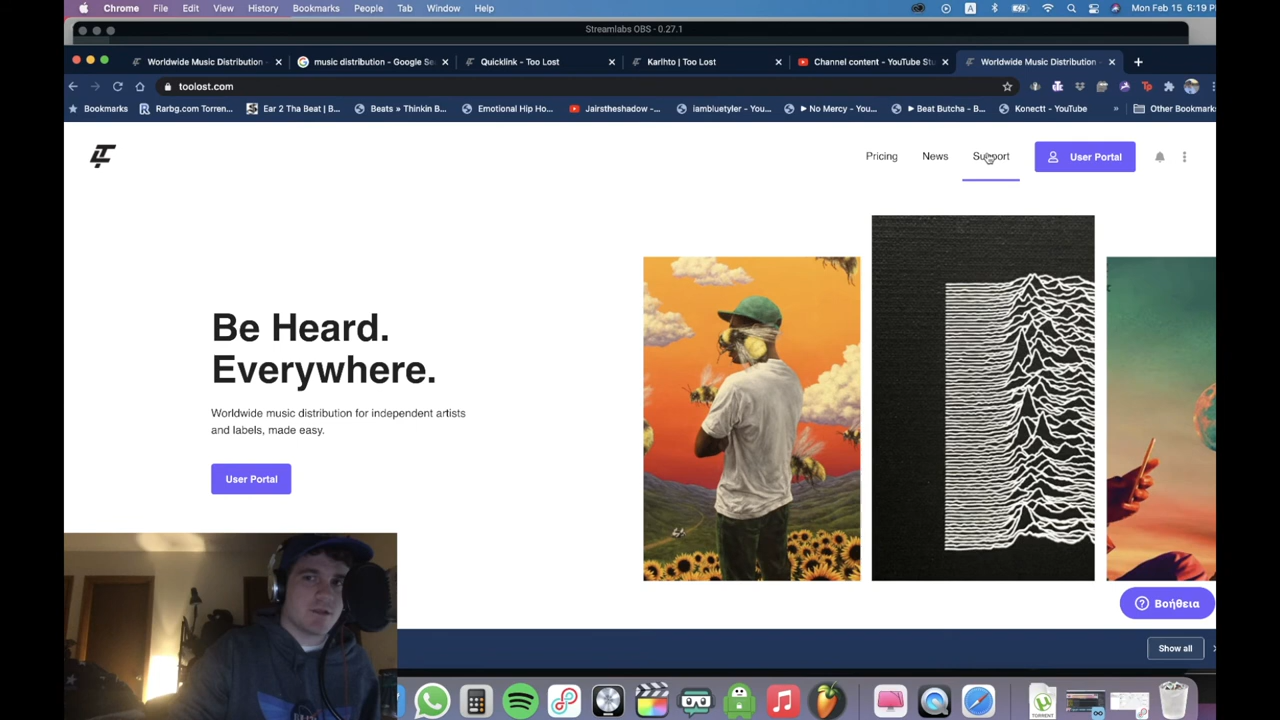 Chrome File Edit View History Bookmarks People Tab Window Help
Mon Feb 15 6:19
Streamlabs OBS - 0.27.1
Worldwide Music Distribution
music distribution - Google Se
Quicklink - Too Lost
Karlhto | Too Lost
Channel content - YouTube Stu
Worldwide Music Distribution
toolost.com
Bookmarks
Rarbg.com Torren...
Ear 2 Tha Beat | B...
Beats » Thinkin B...
Emotional Hip Ho...
Jairstheshadow -...
iambluetyler - You...
► No Mercy - You...
► Beat Butcha - B...
Konectt - YouTube
»
Other Bookmarks
Pricing
News
Support
User Portal
Be Heard.
Everywhere.
Worldwide music distribution for independent artists
and labels, made easy.
User Portal
Βοήθεια
Show all
TORRENT